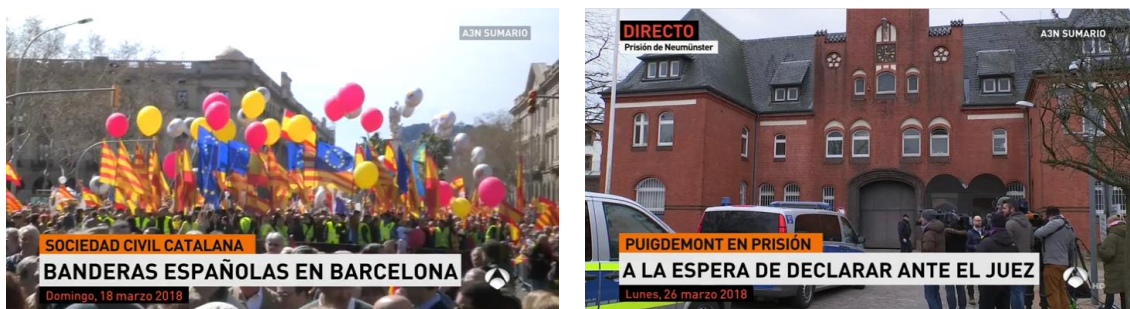 A3N SUMARIO
SOCIEDAD CIVIL CATALANA
BANDERAS ESPAÑOLAS EN BARCELONA
Domingo, 18 marzo 2018
DIRECTO
Prisión de Neumünster
A3N SUMARIO
PUIGDEMONT EN PRISIÓN
A LA ESPERA DE DECLARAR ANTE EL JUEZ
Lunes, 26 marzo 2018
HD